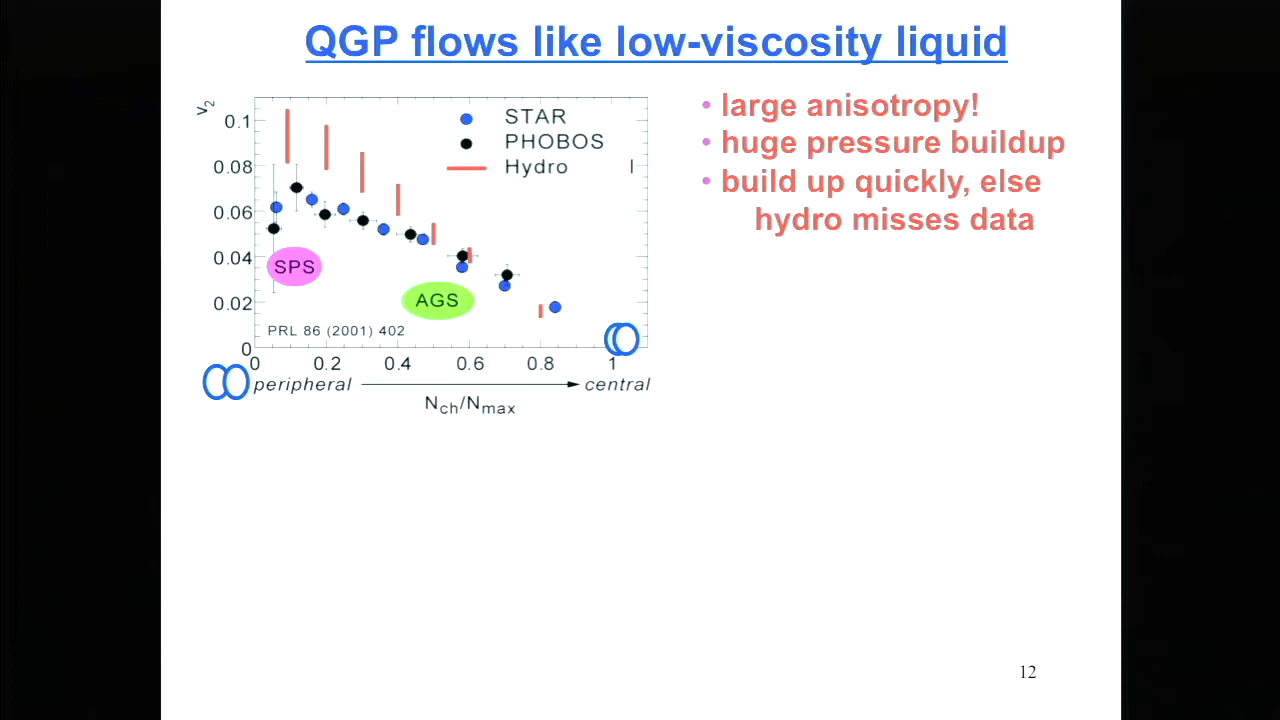 QGP flows like low-viscosity liquid
• large anisotropy!
• huge pressure buildup
• build up quickly, else
hydro misses data
v2
0.1
0.08
0.06
0.04
0.02
0
STAR
PHOBOS
Hydro
SPS
AGS
PRL 86 (2001) 402
0 0.2 0.4 0.6 0.8 1
peripheral central
Nch/Nmax
12